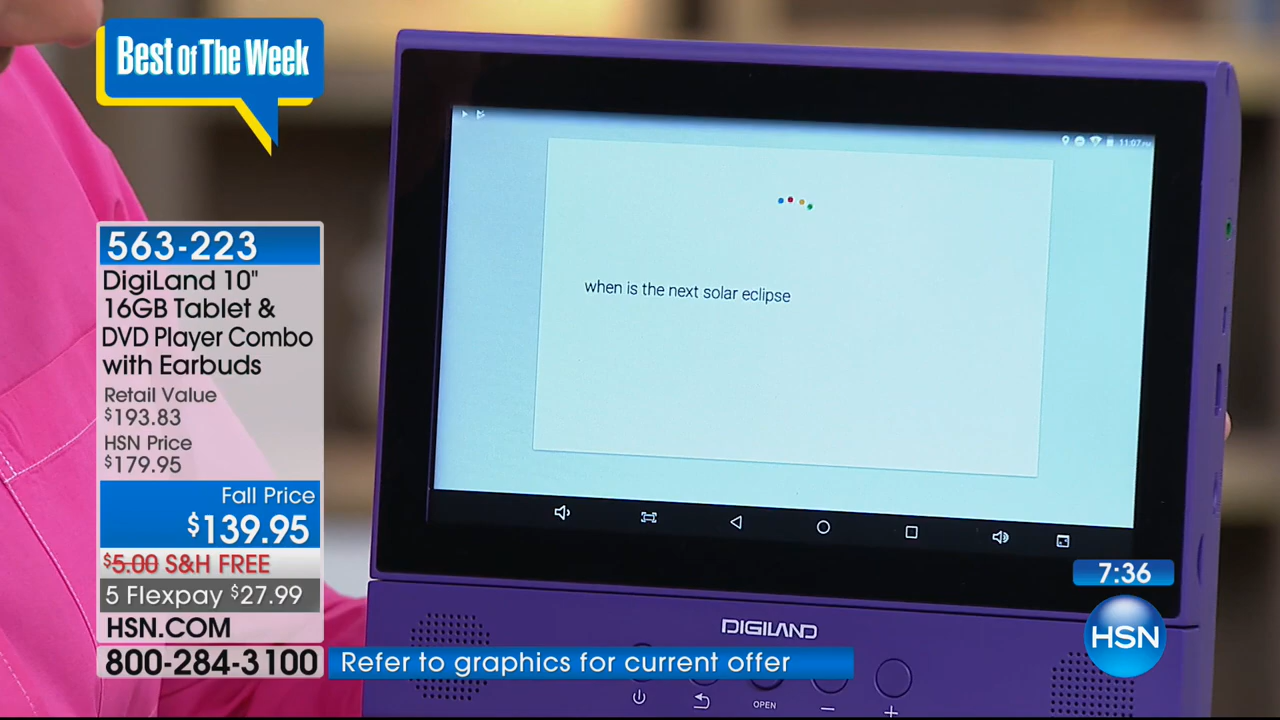 Best of The Week
563-223
DigiLand 10"
16GB Tablet &
DVD Player Combo
with Earbuds
Retail Value
$193.83
HSN Price
$179.95
Fall Price
$139.95
$5.00 S&H FREE
5 Flexpay $27.99
HSN.COM
800-284-3100
Refer to graphics for current offer
11:07PM
when is the next solar eclipse
DIGILAND
OPEN
7:36
HSN